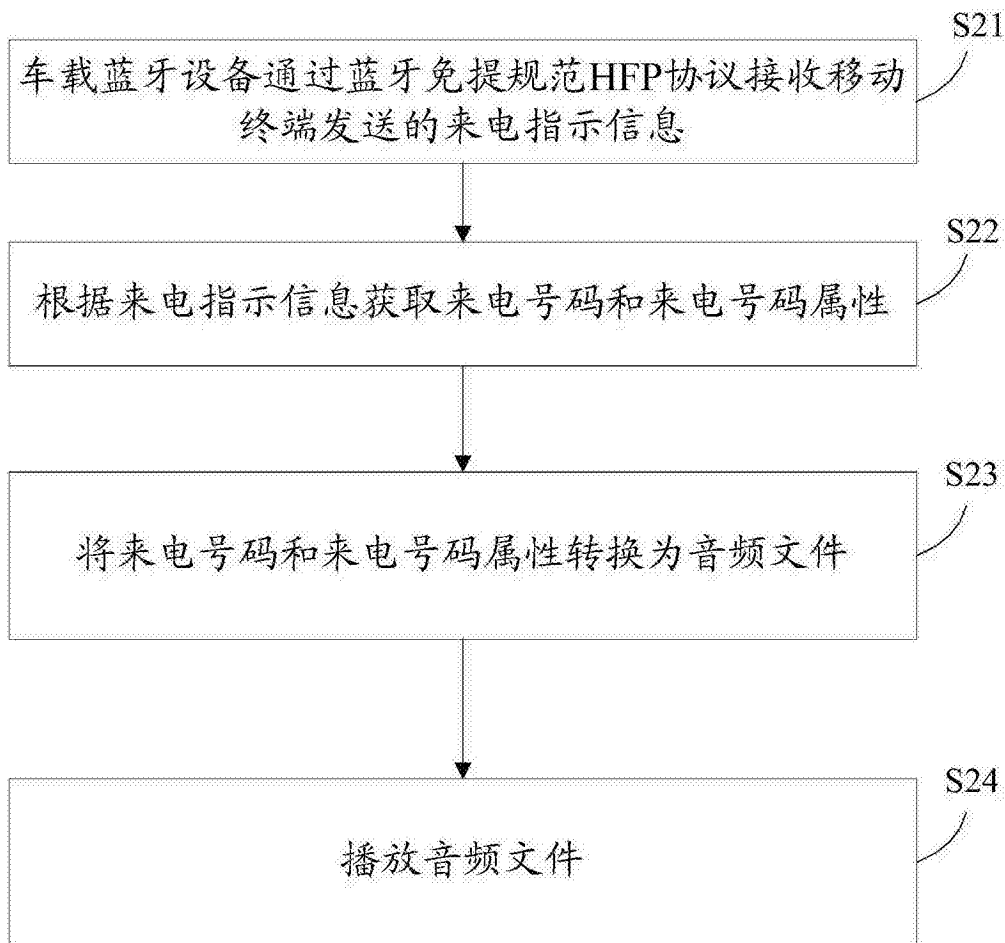 S21
车载蓝牙设备通过蓝牙免提规范HFP协议接收移动
终端发送的来电指示信息
S22
根据来电指示信息获取来电号码和来电号码属性
S23
将来电号码和来电号码属性转换为音频文件
S24
播放音频文件